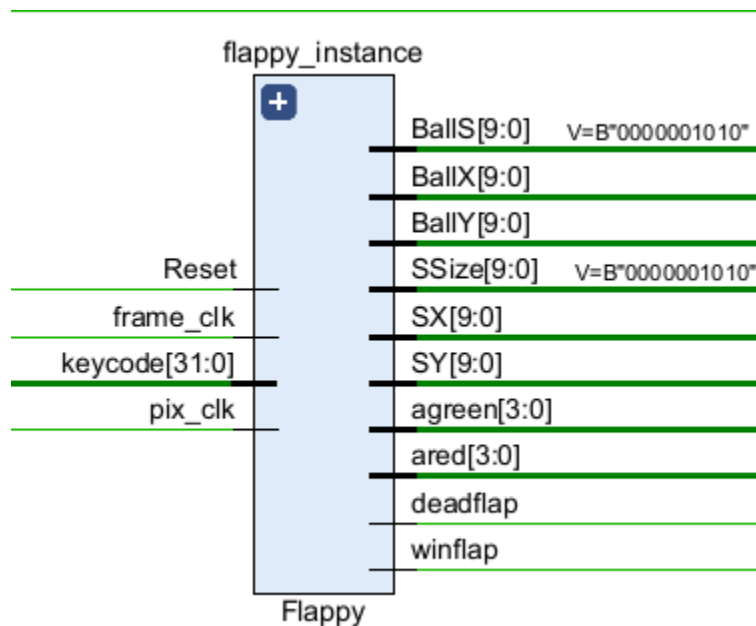 flappy_instance
BallS[9:0] V=B"0000001010"
BallX[9:0]
BallY[9:0]
Reset
SSize[9:0] V=B"0000001010"
frame_clk
SX[9:0]
keycode[31:0]
SY[9:0]
pix_clk
agreen[3:0]
ared[3:0]
deadflap
winflap
Flappy